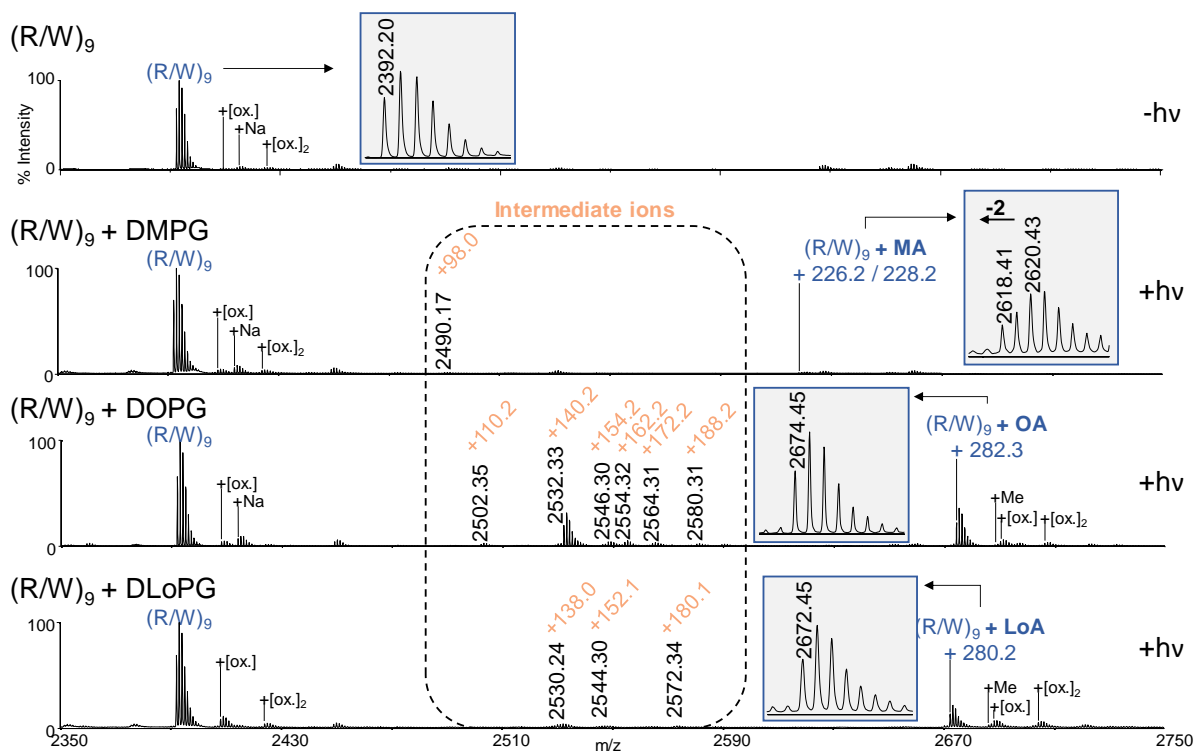 (R/W)9
(R/W)9
2392.20
100
% Intensity
0
+[ox.]
+Na
+[ox.]2
-hν
2350
2430
2510
2590
2670
2750
(R/W)9 + DMPG
(R/W)9
Intermediate ions
+98.0
2490.17
(R/W)9 + MA
+ 226.2 / 228.2
-2
2618.41
2620.43
100
0
+[ox.]
+Na
+[ox.]2
+hν
(R/W)9 + DOPG
(R/W)9
+110.2
+140.2
+154.2
+162.2
+172.2
+188.2
2502.35
2532.33
2546.30
2554.32
2564.31
2580.31
2674.45
(R/W)9 + OA
+ 282.3
100
0
+[ox.]
+Na
+Me
+[ox.]
+[ox.]2
+hν
(R/W)9 + DLoPG
(R/W)9
+138.0
+152.1
+180.1
2530.24
2544.30
2572.34
2672.45
(R/W)9 + LoA
+ 280.2
100
0
+[ox.]
+[ox.]2
+Me
+[ox.]
+[ox.]2
+hν
2350
2430
2510
2590
2670
2750
m/z